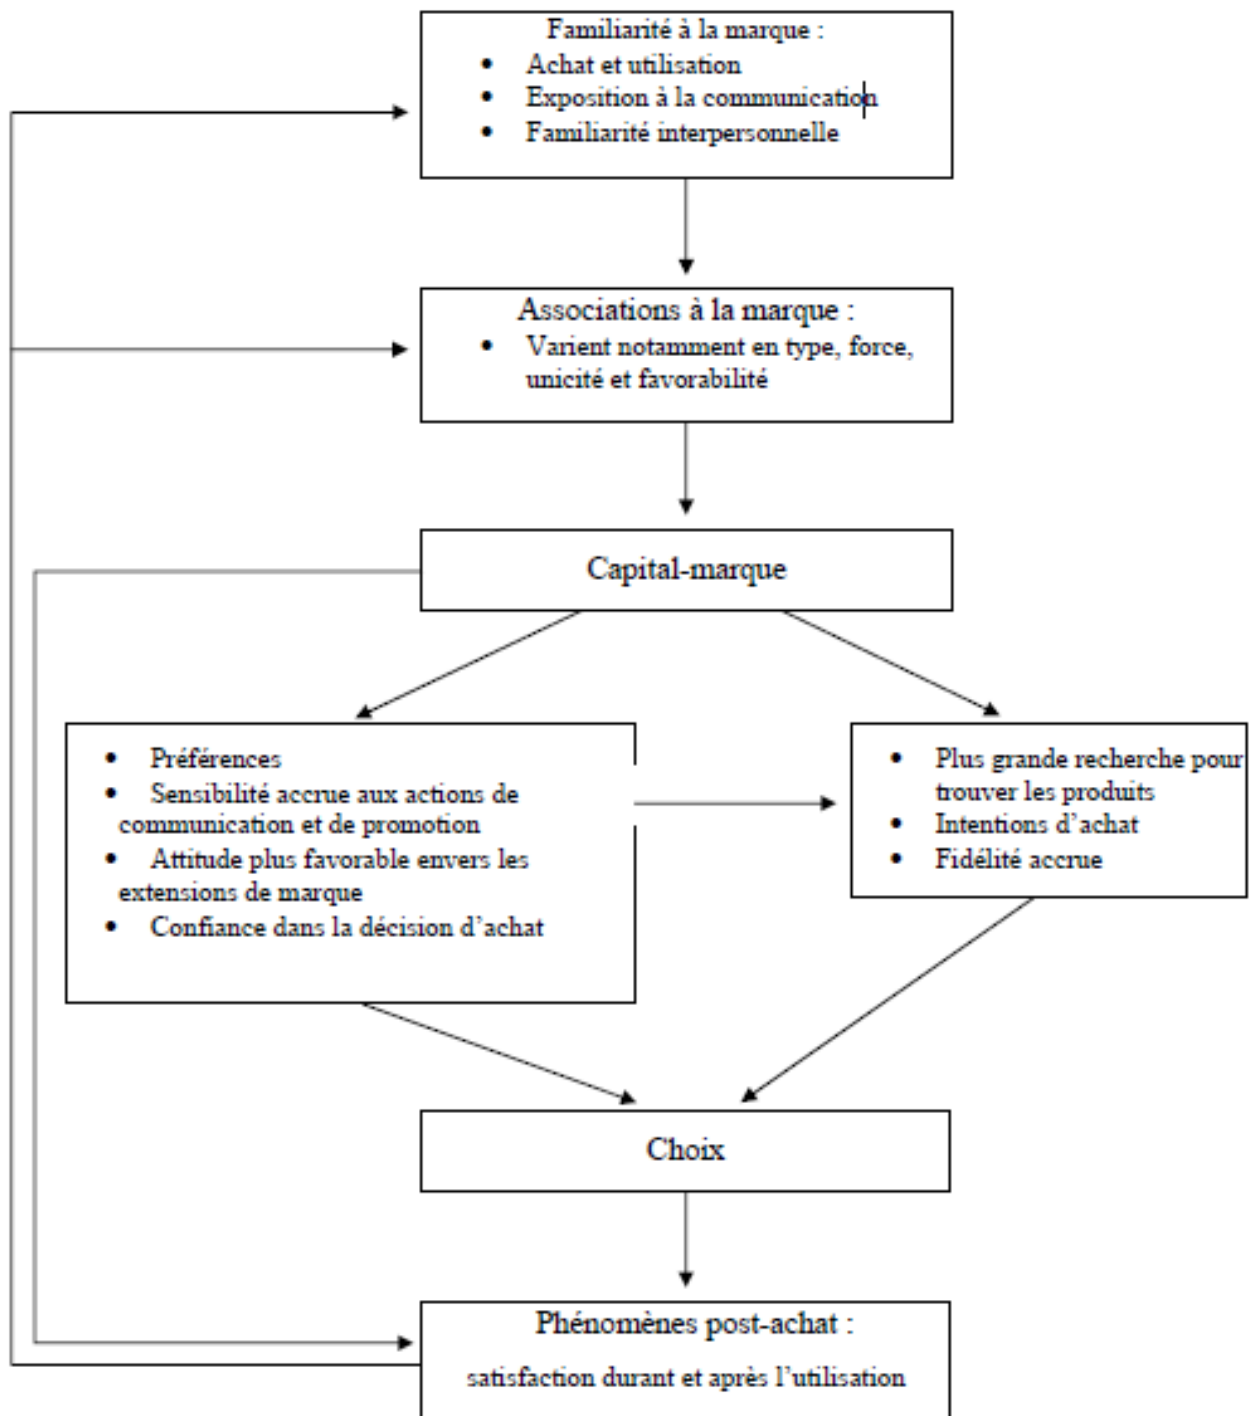 Familiarité à la marque :
• Achat et utilisation
• Exposition à la communication
• Familiarité interpersonnelle
Associations à la marque :
• Varient notamment en type, force,
unicité et favorabilité
Capital-marque
• Préférences
• Sensibilité accrue aux actions de
communication et de promotion
• Attitude plus favorable envers les
extensions de marque
• Confiance dans la décision d’achat
• Plus grande recherche pour
trouver les produits
• Intentions d’achat
• Fidélité accrue
Choix
Phénomènes post-achat :
satisfaction durant et après l’utilisation